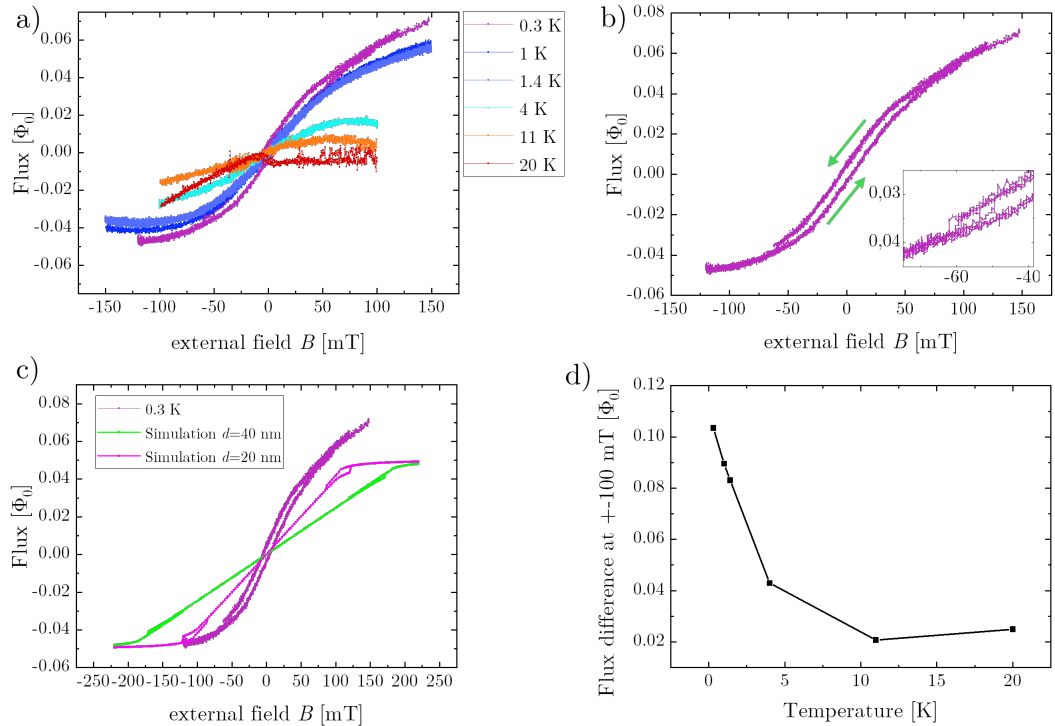 a)
0.08
0.06
0.04
0.02
0.00
-0.02
-0.04
-0.06
Flux [Φ0]
-150 -100 -50 0 50 100 150
external field B [mT]
0.3 K
1 K
1.4 K
4 K
11 K
20 K
b)
0.08
0.06
0.04
0.02
0.00
-0.02
-0.04
-0.06
Flux [Φ0]
0,03
0,04
-60 -40
-100 -50 0 50 100 150
external field B [mT]
c)
0.08
0.06
0.04
0.02
0.00
-0.02
-0.04
-0.06
Flux [Φ0]
0.3 K
Simulation d=40 nm
Simulation d=20 nm
-250 -200 -150 -100 -50 0 50 100 150 200 250
external field B [mT]
d)
0.12
0.10
0.08
0.06
0.04
0.02
Flux difference at +-100 mT [Φ0]
0 5 10 15 20
Temperature [K]